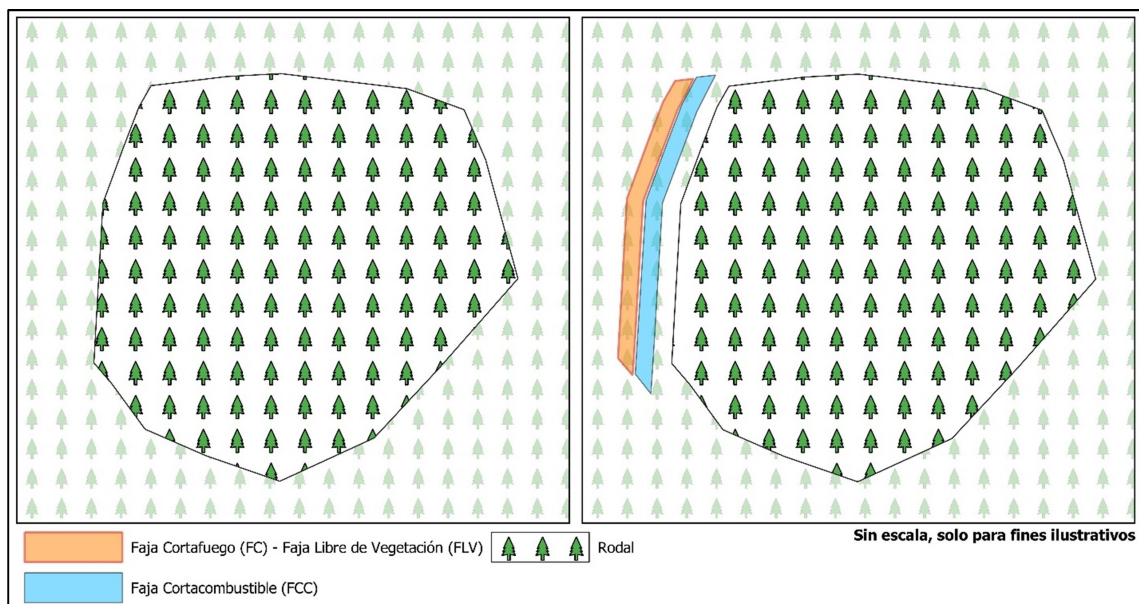 Faja Cortafuego (FC) - Faja Libre de Vegetación (FLV)
Rodal
Sin escala, solo para fines ilustrativos
Faja Cortacombustible (FCC)